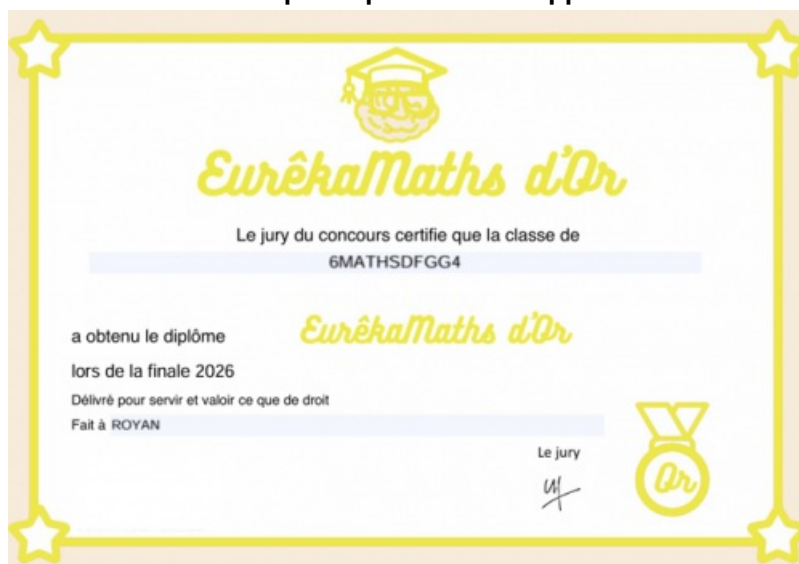 EurêkaMaths d'Or
Le jury du concours certifie que la classe de
6MATHSDFGG4
a obtenu le diplôme EurêkaMaths d'Or
lors de la finale 2026
Délivré pour servir et valoir ce que de droit
Fait à ROYAN
Le jury
Or